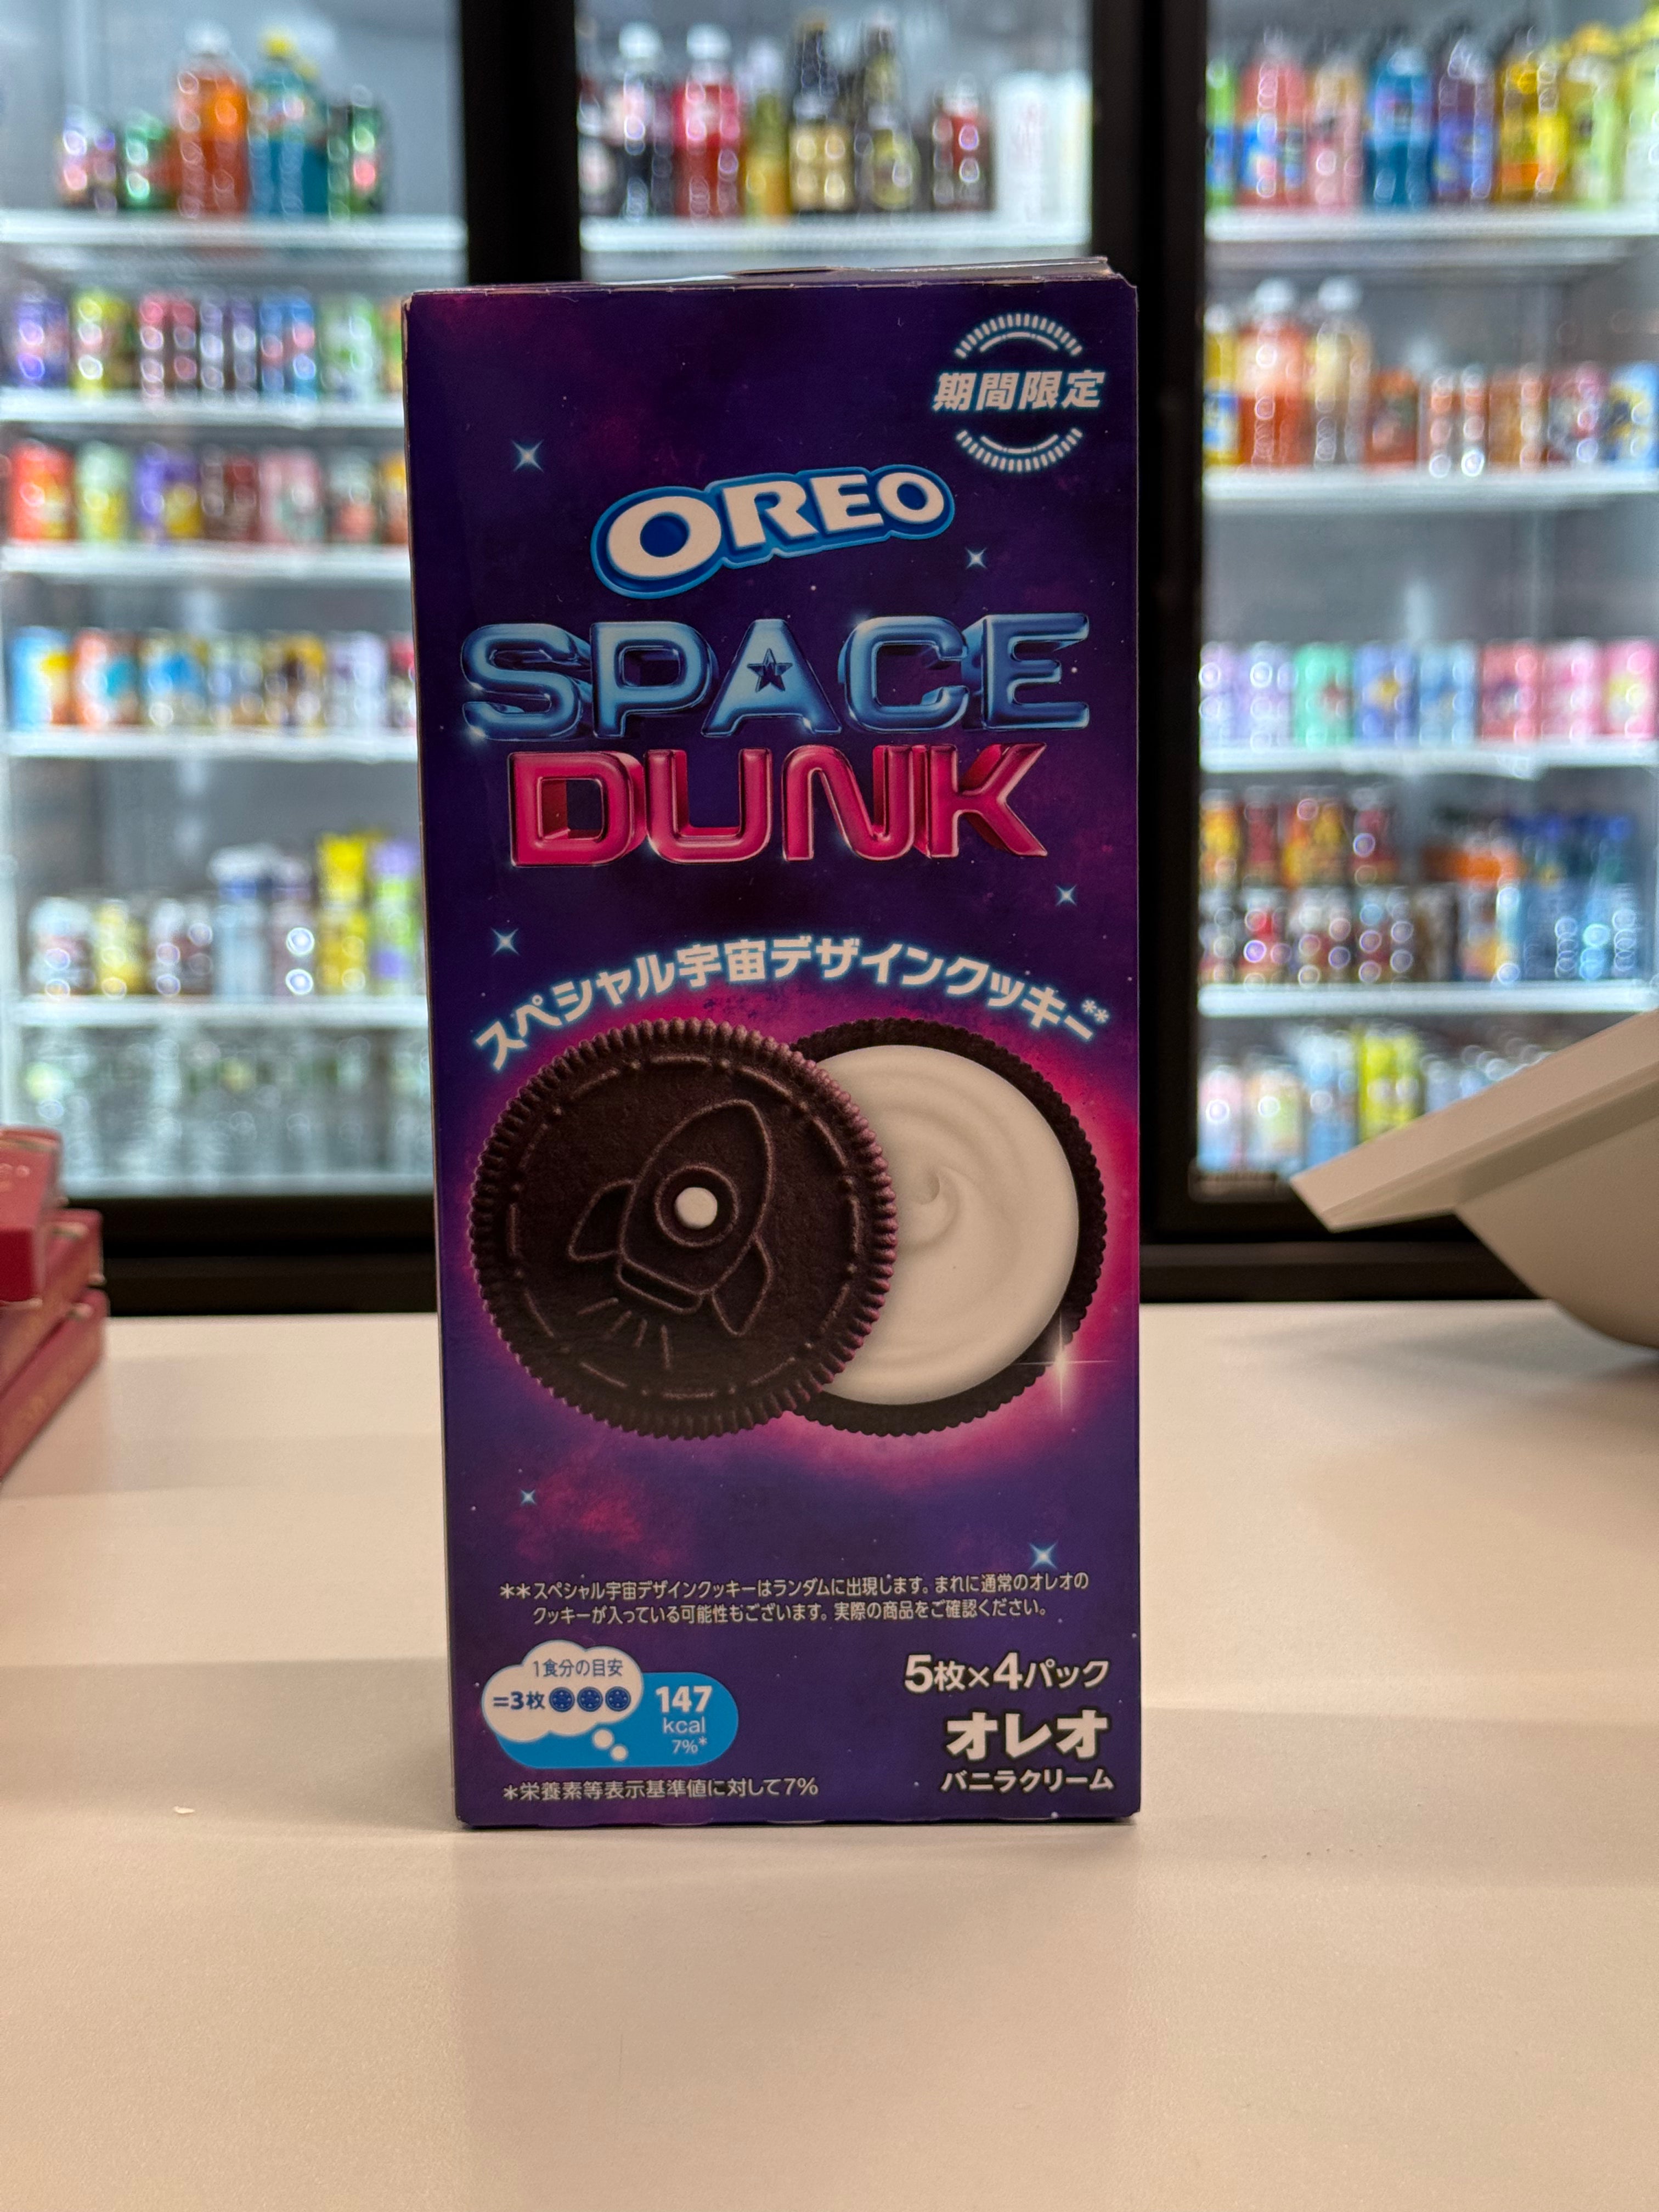 期間限定
OREO
SPACE
DUNK
スペシャル宇宙デザインクッキー**
**スペシャル宇宙デザインクッキーはランダムに出現します。まれに通常のオレオの
クッキーが入っている可能性もございます。実際の商品をご確認ください。
1食分の目安
=3枚
147
kcal
7%*
*栄養素等表示基準値に対して7%
5枚×4パック
オレオ
バニラクリーム